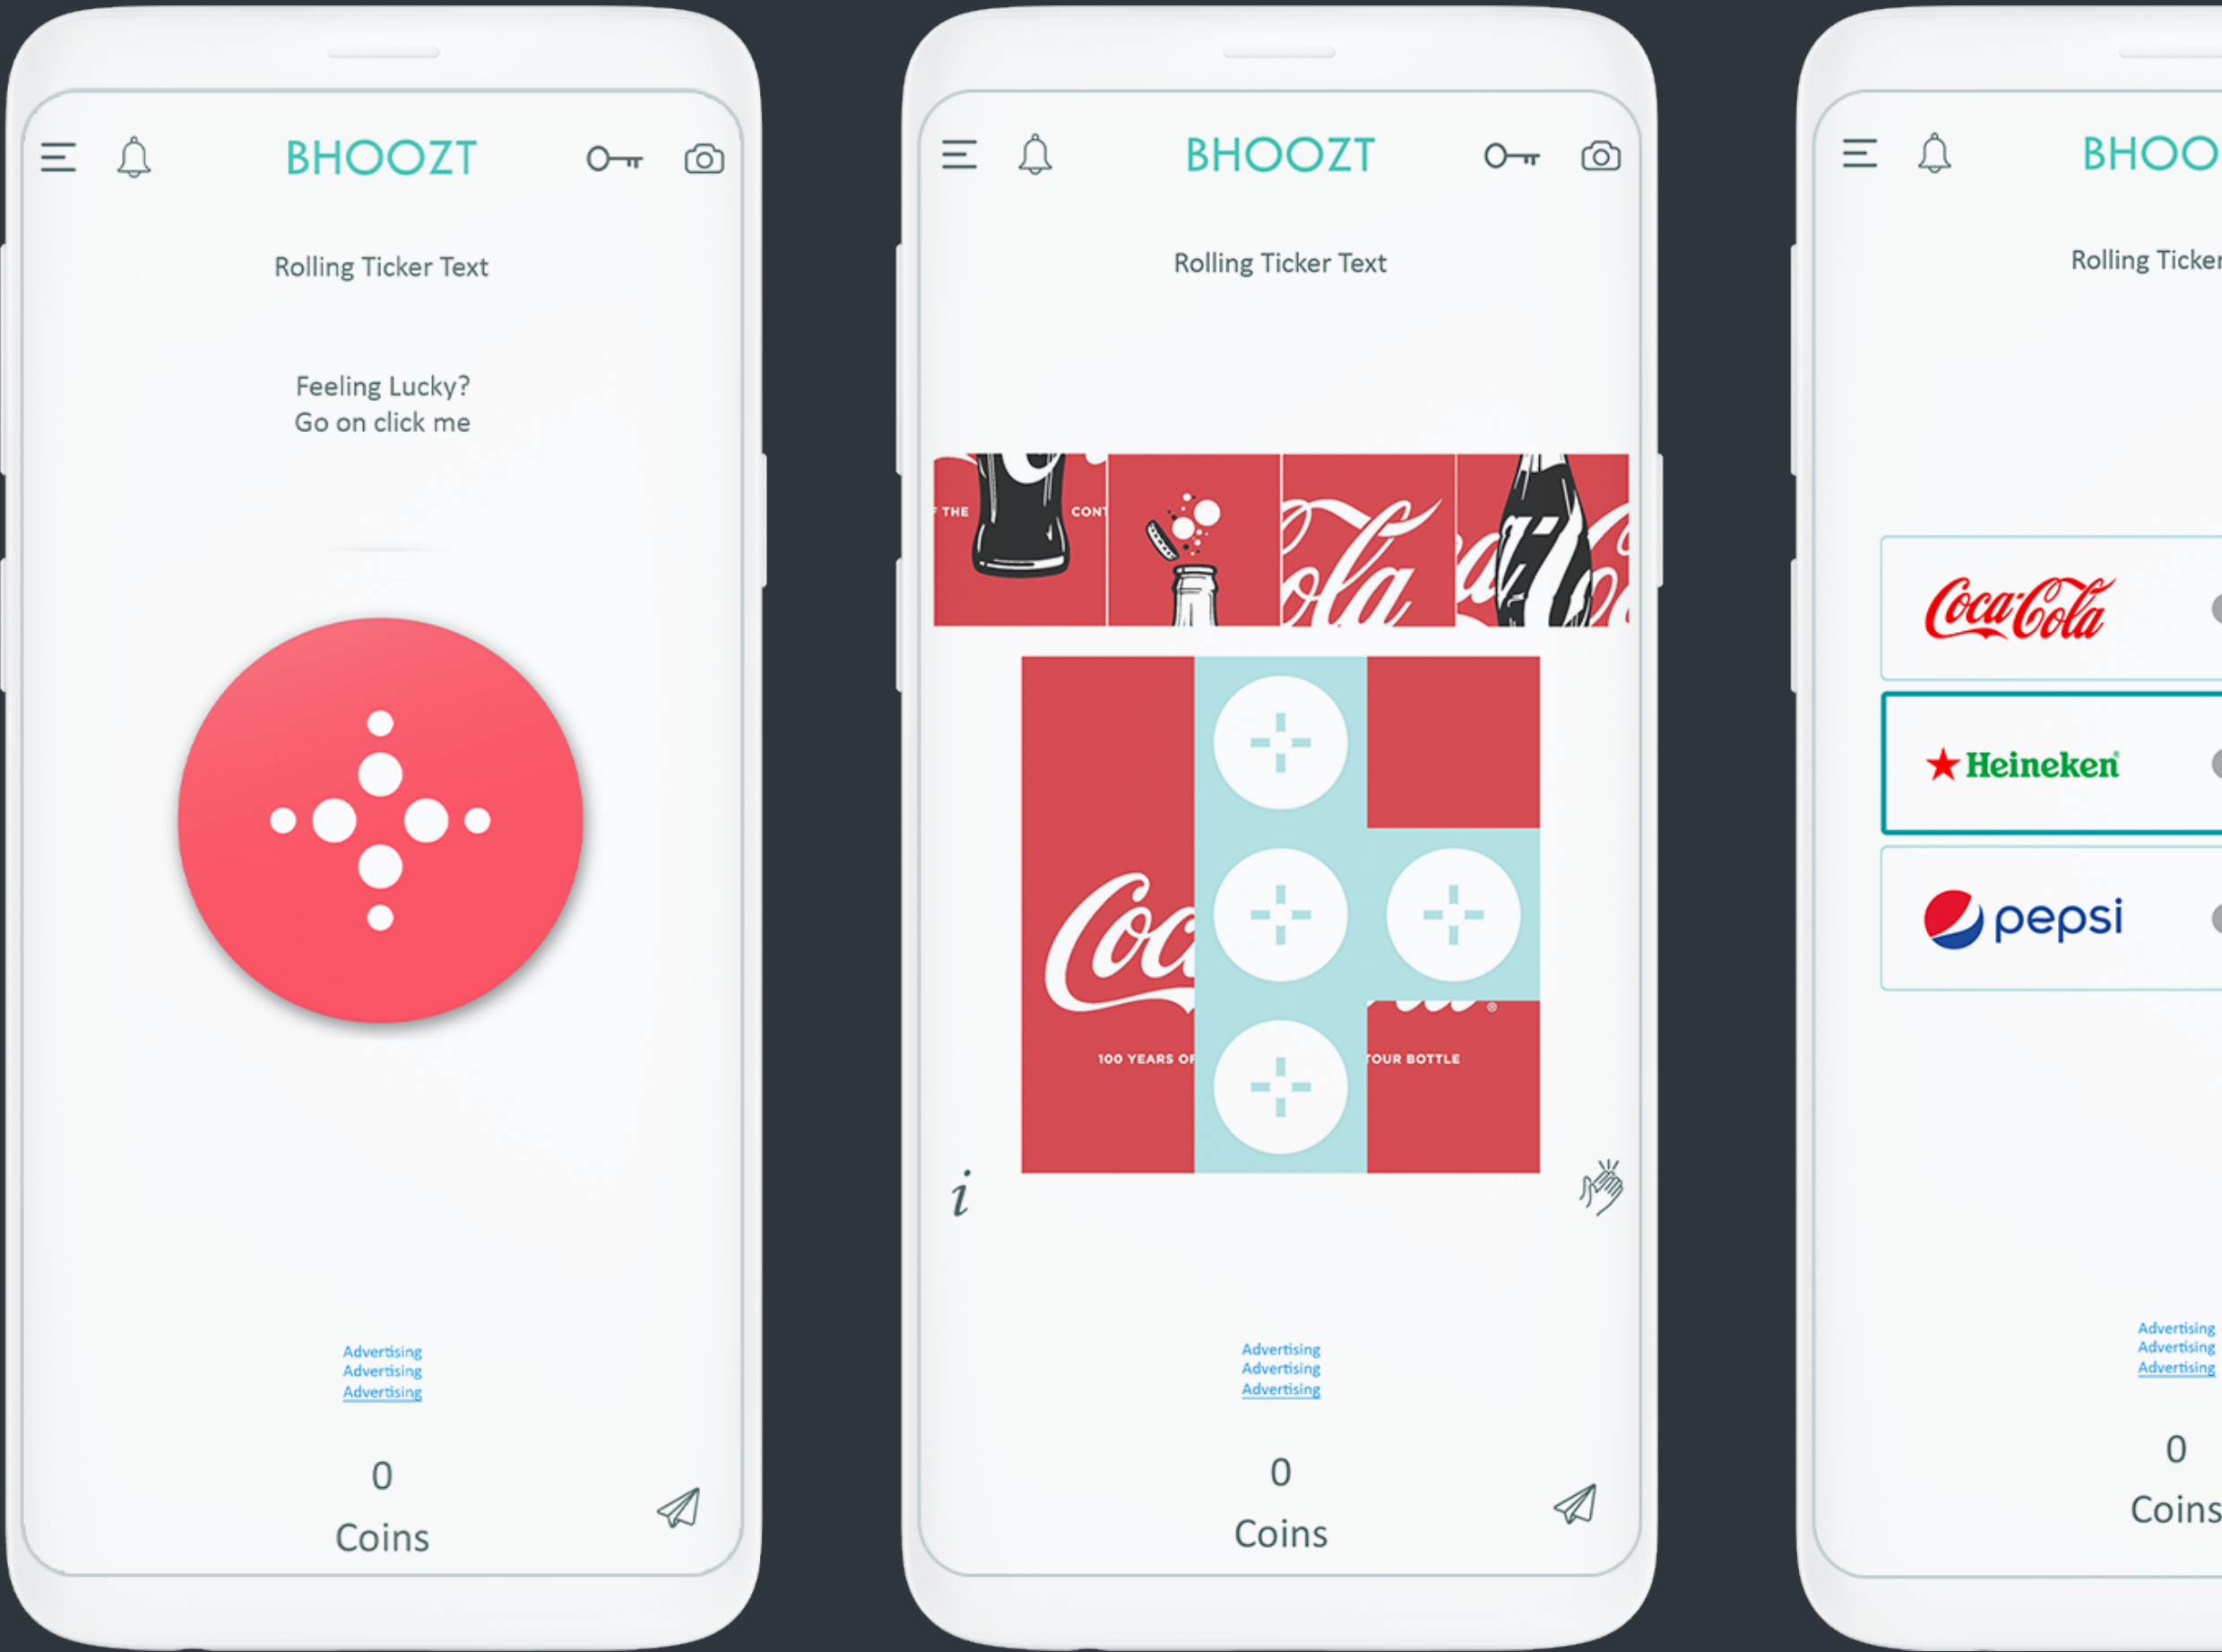 BHOOZT
Rolling Ticker Text
Feeling Lucky?
Go on click me
Advertising
Advertising
Advertising
0
Coins
BHOOZT
Rolling Ticker Text
THE
Cola
Coca
100 YEARS OF
OUR BOTTLE
i
Advertising
Advertising
Advertising
0
Coins
BHOO
Rolling Ticker
Coca-Cola
Heineken
pepsi
Advertising
Advertising
Advertising
0
Coins